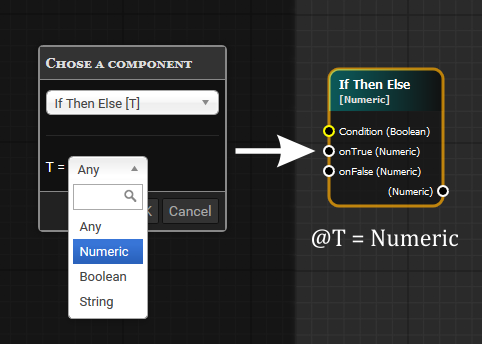 Chose a component
If Then Else [T]
T = Any
K Cancel
Any
Numeric
Boolean
String
If Then Else
[Numeric]
Condition (Boolean)
onTrue (Numeric)
onFalse (Numeric)
(Numeric)
@T = Numeric